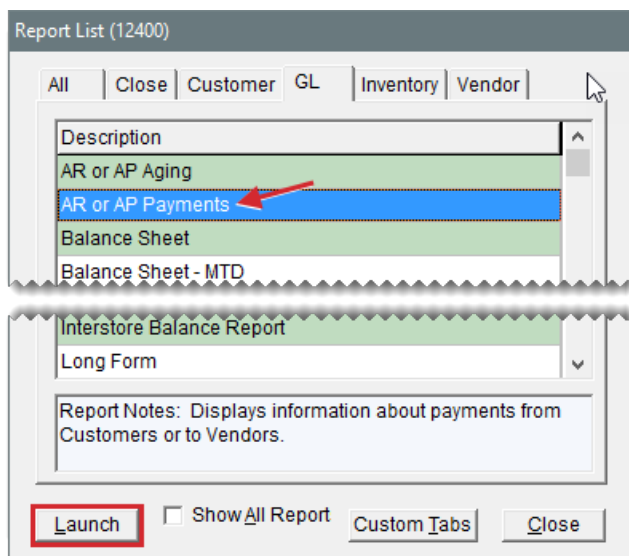 Report List (12400)
All Close Customer GL Inventory Vendor
Description
AR or AP Aging
AR or AP Payments
Balance Sheet
Balance Sheet - MTD
Interstore Balance Report
Long Form
Report Notes: Displays information about payments from
Customers or to Vendors.
Launch Show All Report Custom Tabs Close